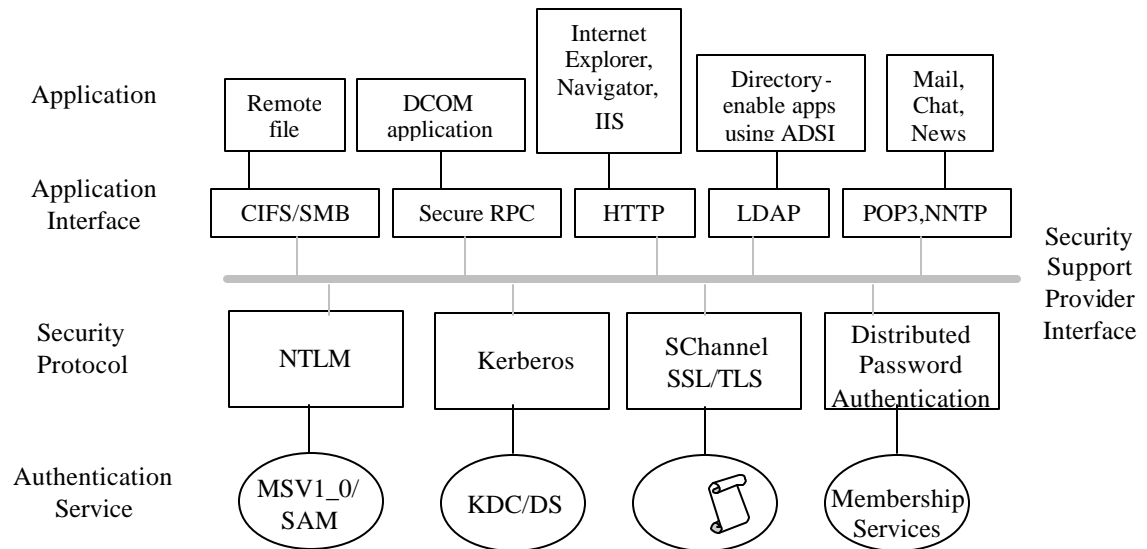 Application
Remote
file
DCOM
application
Internet
Explorer,
Navigator,
IIS
Directory-
enable apps
using ADSI
Mail,
Chat,
News
Application
Interface
CIFS/SMB
Secure RPC
HTTP
LDAP
POP3,NNTP
Security
Support
Provider
Interface
Security
Protocol
NTLM
Kerberos
SChannel
SSL/TLS
Distributed
Password
Authentication
Authentication
Service
MSV1_0/
SAM
KDC/DS
Membership
Services